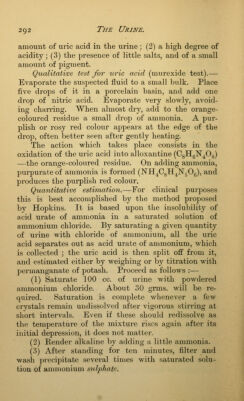 292 THE URINE.
amount of uric acid in the urine; (2) a high degree of
acidity; (3) the presence of little salts, and of a small
amount of pigment.
Qualitative test for uric acid (murexide test).—
Evaporate the suspected fluid to a small bulk. Place
five drops of it in a porcelain basin, and add one
drop of nitric acid. Evaporate very slowly, avoid-
ing charring. When almost dry, add to the orange-
coloured residue a small drop of ammonia. A pur-
plish or rosy red colour appears at the edge of the
drop, often better seen after gently heating.
The action which takes place consists in the
oxidation of the uric acid into alloxantine (C₈H₄N₄O₈)
—the orange-coloured residue. On adding ammonia,
purpurate of ammonia is formed (NH₄C₈H₄N₅O₆), and
produces the purplish red colour.
Quantitative estimation.—For clinical purposes
this is best accomplished by the method proposed
by Hopkins. It is based upon the insolubility of
acid urate of ammonia in a saturated solution of
ammonium chloride. By saturating a given quantity
of urine with chloride of ammonium, all the uric
acid separates out as acid urate of ammonium, which
is collected; the uric acid is then split off from it,
and estimated either by weighing or by titration with
permanganate of potash. Proceed as follows:—
(1) Saturate 100 cc. of urine with powdered
ammonium chloride. About 30 grms. will be re-
quired. Saturation is complete whenever a few
crystals remain undissolved after vigorous stirring at
short intervals. Even if these should redissolve as
the temperature of the mixture rises again after its
initial depression, it does not matter.
(2) Render alkaline by adding a little ammonia.
(3) After standing for ten minutes, filter and
wash precipitate several times with saturated solu-
tion of ammonium sulphate.